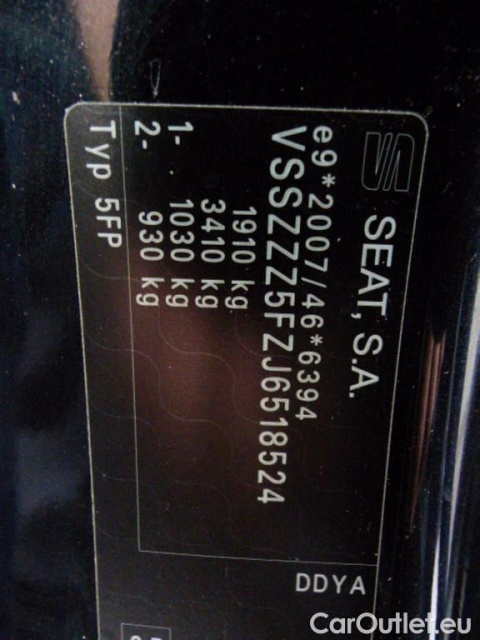 SEAT, S.A.
e9*2007/46*6394
VSSZZZ5FZJ6518524
1910 kg
3410 kg
1- 1030 kg
2- 930 kg
Typ 5FP
DDYA
CarOutlet.eu